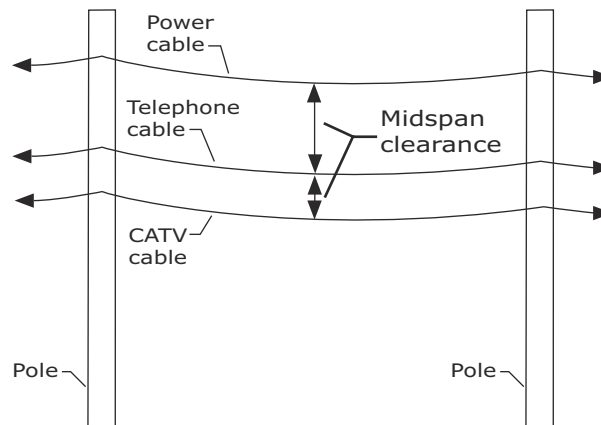 Power
cable
Telephone
cable
Midspan
clearance
CATV
cable
Pole
Pole